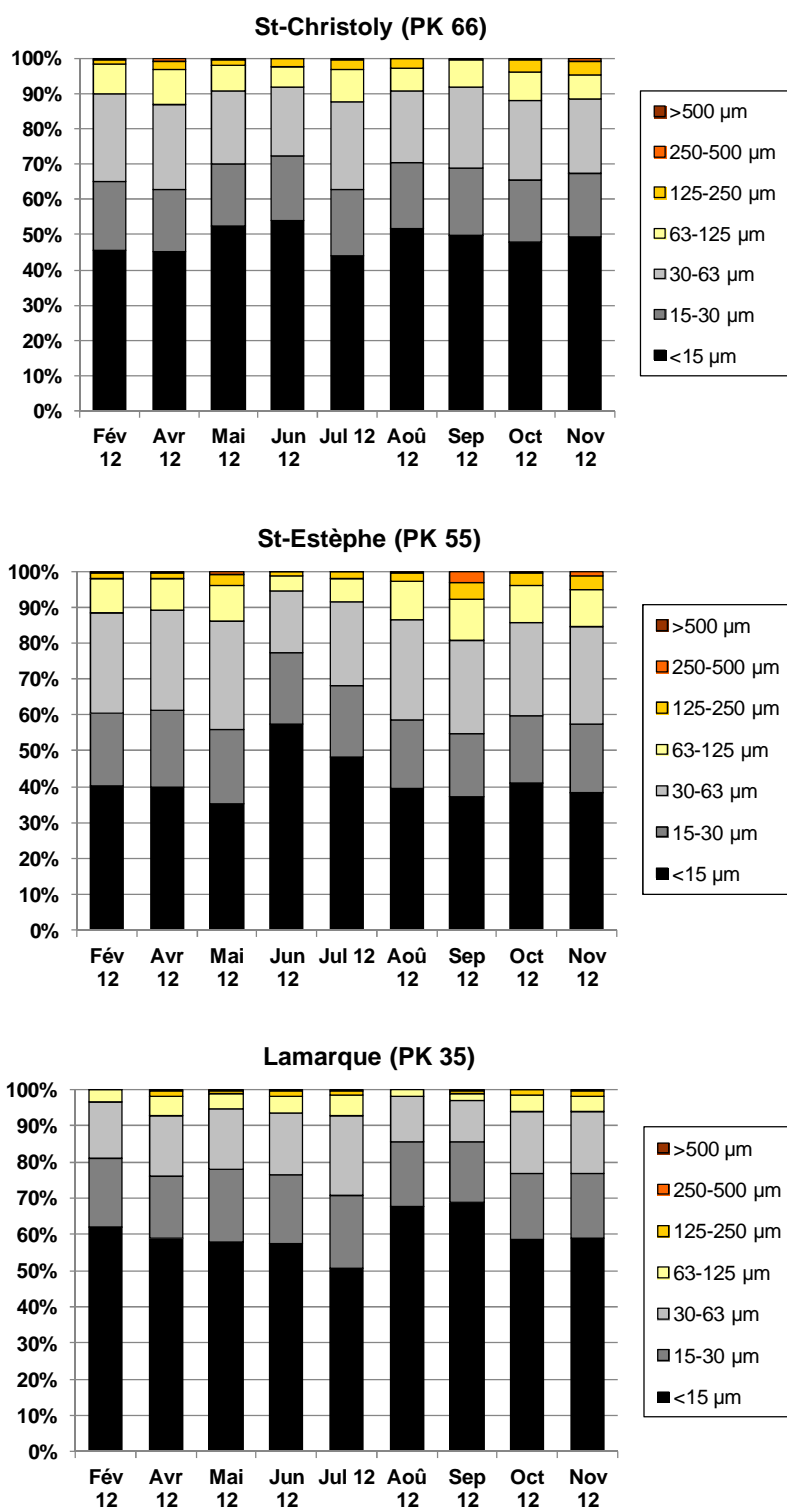 St-Christoly (PK 66)
100%
90%
80%
70%
60%
50%
40%
30%
20%
10%
0%
Fév Avr Mai Jun Jul 12 Aoû Sep Oct Nov
12 12 12 12 12 12 12 12
>500 µm
250-500 µm
125-250 µm
63-125 µm
30-63 µm
15-30 µm
<15 µm
St-Estèphe (PK 55)
100%
90%
80%
70%
60%
50%
40%
30%
20%
10%
0%
Fév Avr Mai Jun Jul 12 Aoû Sep Oct Nov
12 12 12 12 12 12 12 12
>500 µm
250-500 µm
125-250 µm
63-125 µm
30-63 µm
15-30 µm
<15 µm
Lamarque (PK 35)
100%
90%
80%
70%
60%
50%
40%
30%
20%
10%
0%
Fév Avr Mai Jun Jul 12 Aoû Sep Oct Nov
12 12 12 12 12 12 12 12
>500 µm
250-500 µm
125-250 µm
63-125 µm
30-63 µm
15-30 µm
<15 µm